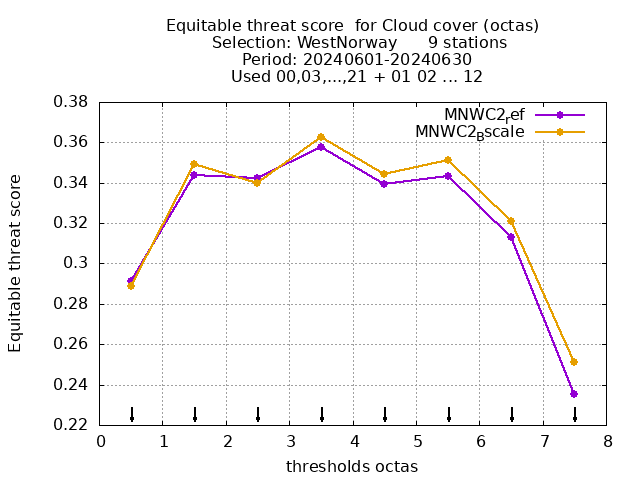 Equitable threat score  for Cloud cover (octas)
Selection: WestNorway      9 stations
Period: 20240601-20240630
Used 00,03,...,21 + 01 02 ... 12
MNWC2ref
MNWC2Bscale
0.38
0.36
0.34
0.32
0.3
0.28
0.26
0.24
0.22
Equitable threat score
0 1 2 3 4 5 6 7 8
thresholds octas